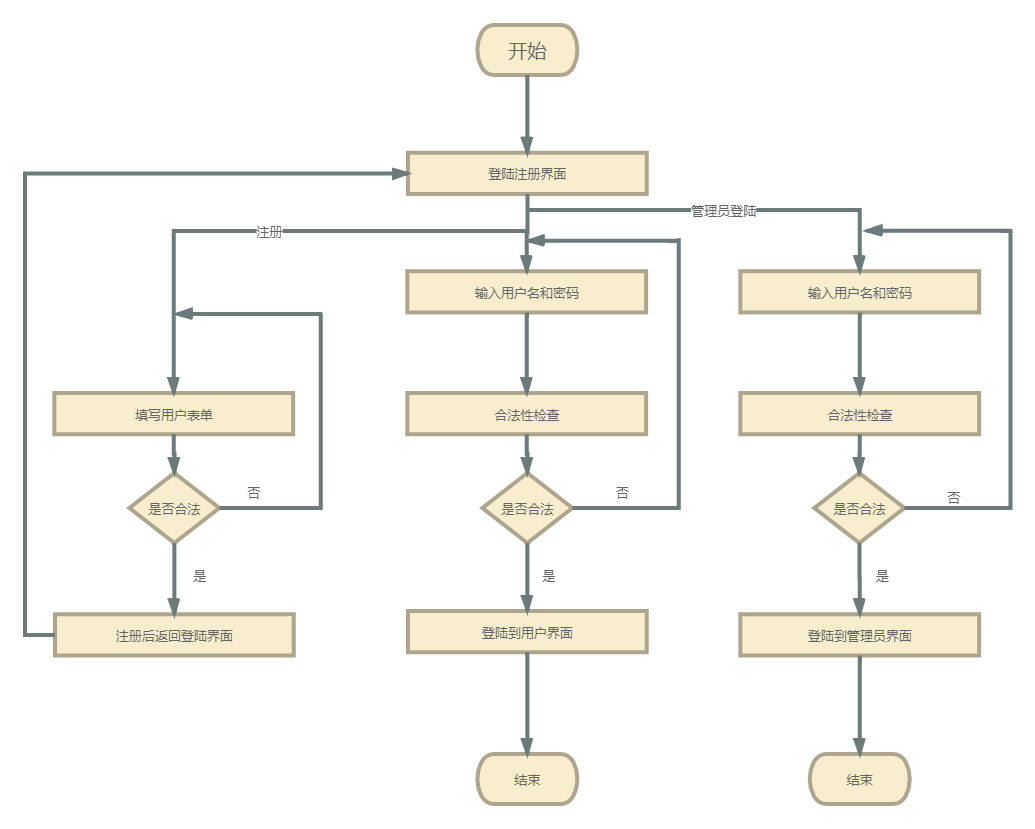 开始
登陆注册界面
管理员登陆
注册
输入用户名和密码
输入用户名和密码
填写用户表单
合法性检查
合法性检查
否
否
否
是否合法
是否合法
是否合法
是
是
是
注册后返回登陆界面
登陆到用户界面
登陆到管理员界面
结束
结束